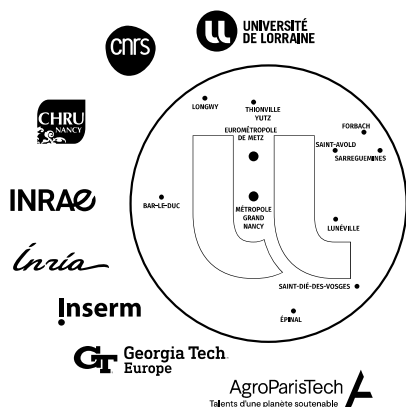 UNIVERSITÉ
DE LORRAINE
cnrs
CHRU
NANCY
LONGWY
THIONVILLE
YUTZ
EUROMÉTROPOLE
DE METZ
FORBACH
SAINT-AVOLD
SARREGUEMINES
INRAE
BAR-LE-DUC
MÉTROPOLE
GRAND
NANCY
LUNÉVILLE
Inria
SAINT-DIÉ-DES-VOSGES
Inserm
ÉPINAL
GT Georgia Tech
Europe
AgroParisTech
Talents d'une planète soutenable